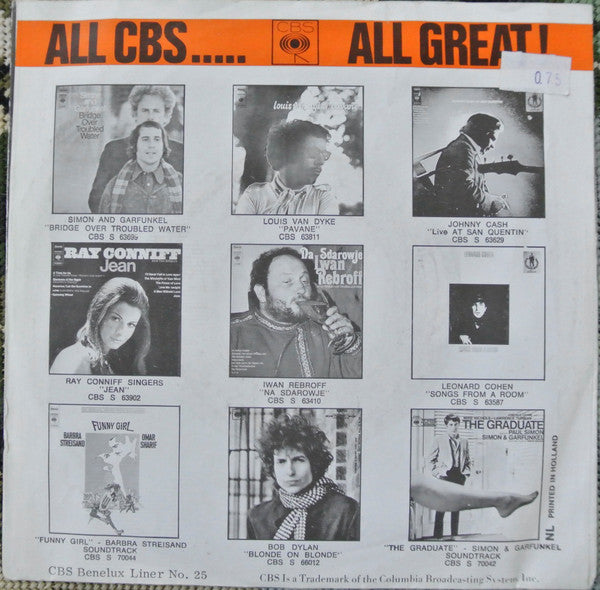 ALL CBS..... CBS ALL GREAT!
0.75
Bridge Over Troubled Water
SIMON AND GARFUNKEL
"BRIDGE OVER TROUBLED WATER"
CBS S 63699
LOUIS VAN DYKE
"PAVANE"
CBS S 63811
JOHNNY CASH
"Live AT SAN QUENTIN"
CBS S 63629
RAY CONNIFF
Jean
RAY CONNIFF SINGERS
"JEAN"
CBS S 63902
Na Sdarowje
Iwan
Rebroff
IWAN REBROFF
"NA SDAROWJE"
CBS S 63410
LEONARD COHEN
"SONGS FROM A ROOM"
CBS S 63587
FUNNY GIRL
BARBRA STREISAND
OMAR SHARIF
"FUNNY GIRL" - BARBRA STREISAND
SOUNDTRACK
CBS S 70044
BOB DYLAN
"BLONDE ON BLONDE"
CBS S 66012
THE GRADUATE
PAUL SIMON
SIMON & GARFUNKEL
"THE GRADUATE" - SIMON & GARFUNKEL
SOUNDTRACK
CBS S 70042
NL PRINTED IN HOLLAND
CBS Benelux Liner No. 25
CBS Is a Trademark of the Columbia Broadcasting System, Inc.